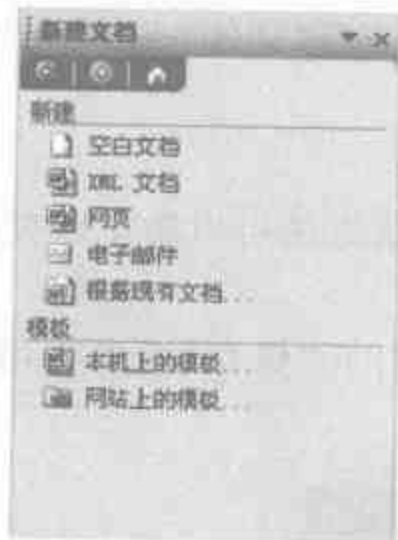 新建文档
新建
空白文档
XML 文档
网页
电子邮件
根据现有文档...
模板
本机上的模板...
网站上的模板...